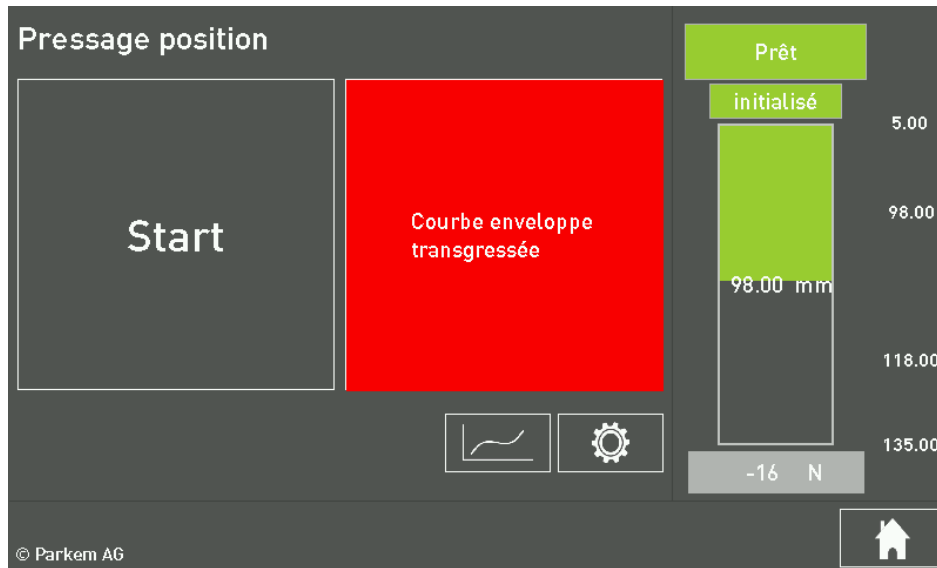 Pressage position
Start
Courbe enveloppe
transgressée
Prêt
initialisé
5.00
98.00
98.00 mm
118.00
135.00
-16 N
© Parkem AG